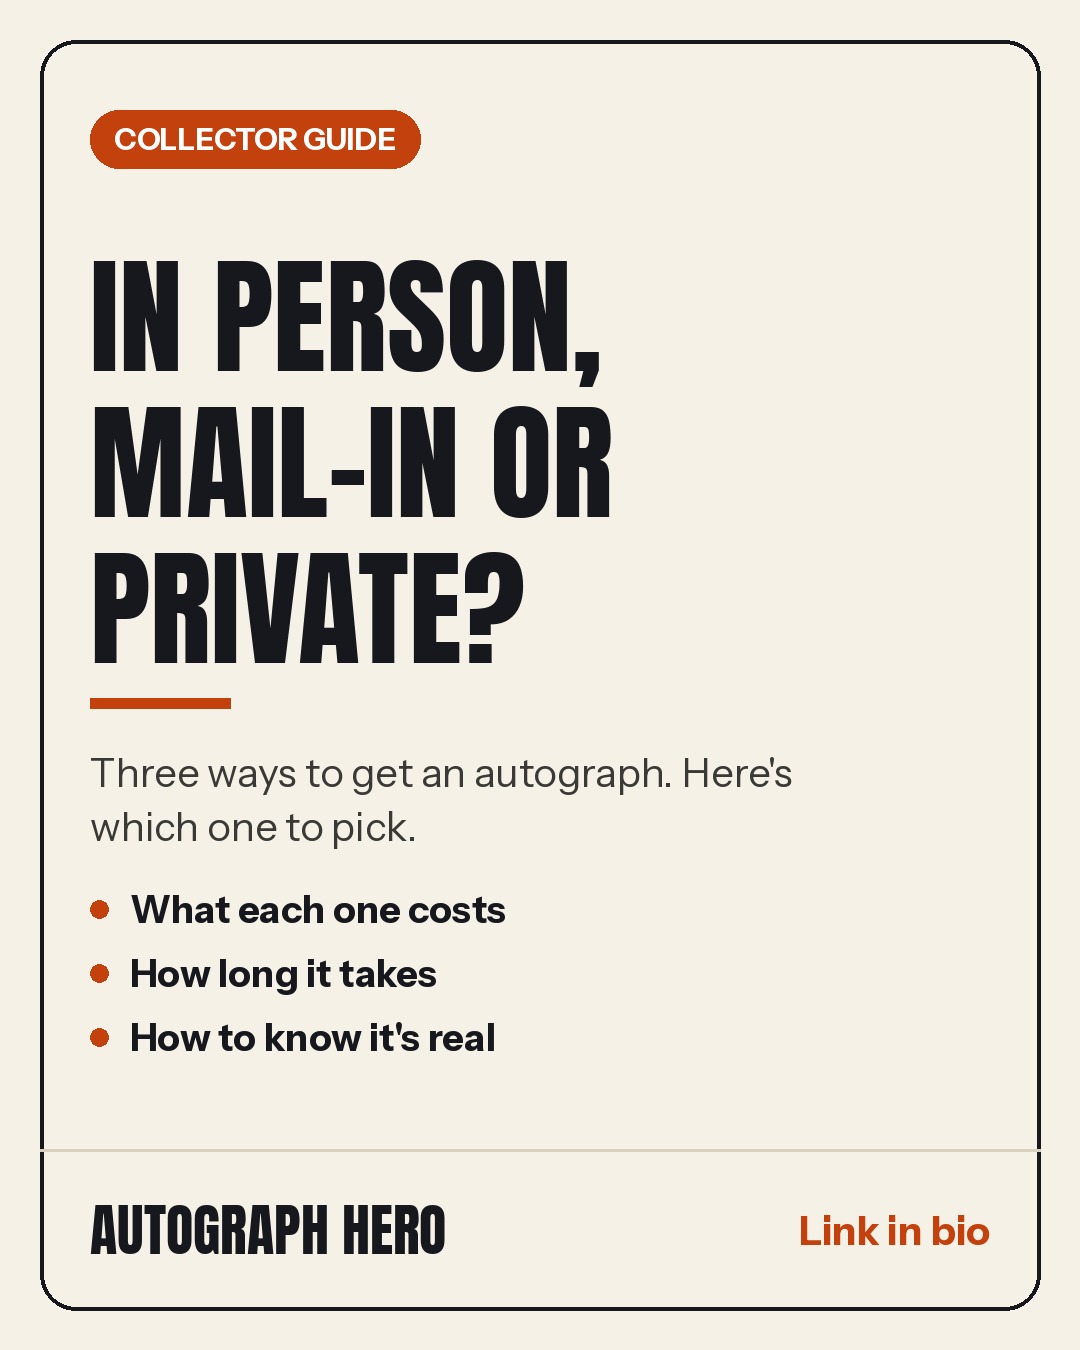 COLLECTOR GUIDE
IN PERSON,
MAIL-IN OR
PRIVATE?
Three ways to get an autograph. Here's
which one to pick.
What each one costs
How long it takes
How to know it's real
AUTOGRAPH HERO
Link in bio